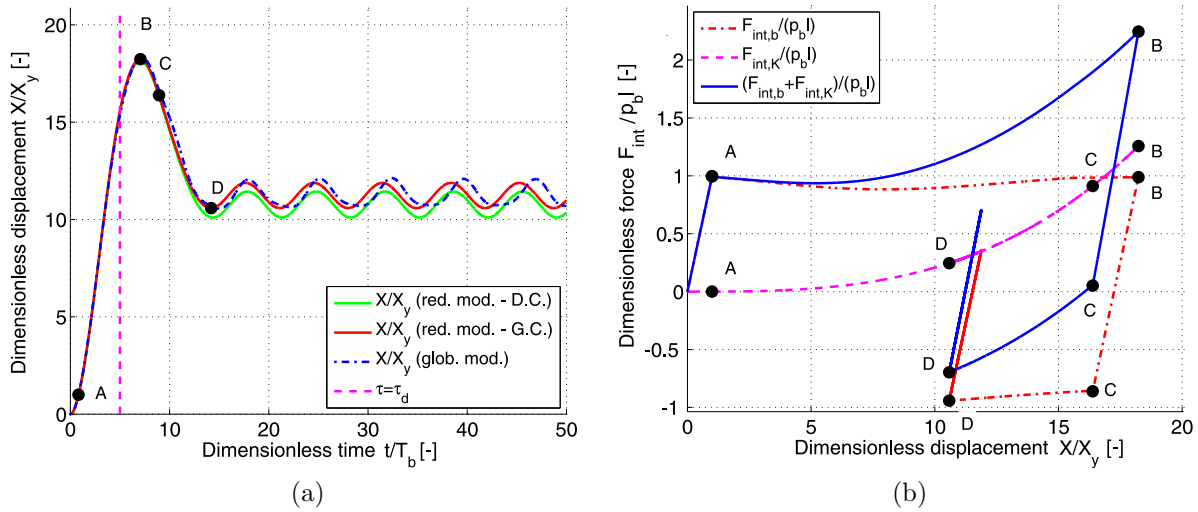 20
15
10
5
0
0
10
20
30
40
50
Dimensionless displacement X/X_y [-]
Dimensionless time t/T_b [-]
A
B
C
D
X/X_y (red. mod. - D.C.)
X/X_y (red. mod. - G.C.)
X/X_y (glob. mod.)
τ=τ_d
(a)
2
1.5
1
0.5
0
-0.5
-1
0
5
10
15
20
Dimensionless force F_int/p_b l [-]
Dimensionless displacement X/X_y [-]
F_int,b/(p_b l)
F_int,K/(p_b l)
(F_int,b+F_int,K)/(p_b l)
A
B
C
B
B
A
D
C
D
C
D
(b)